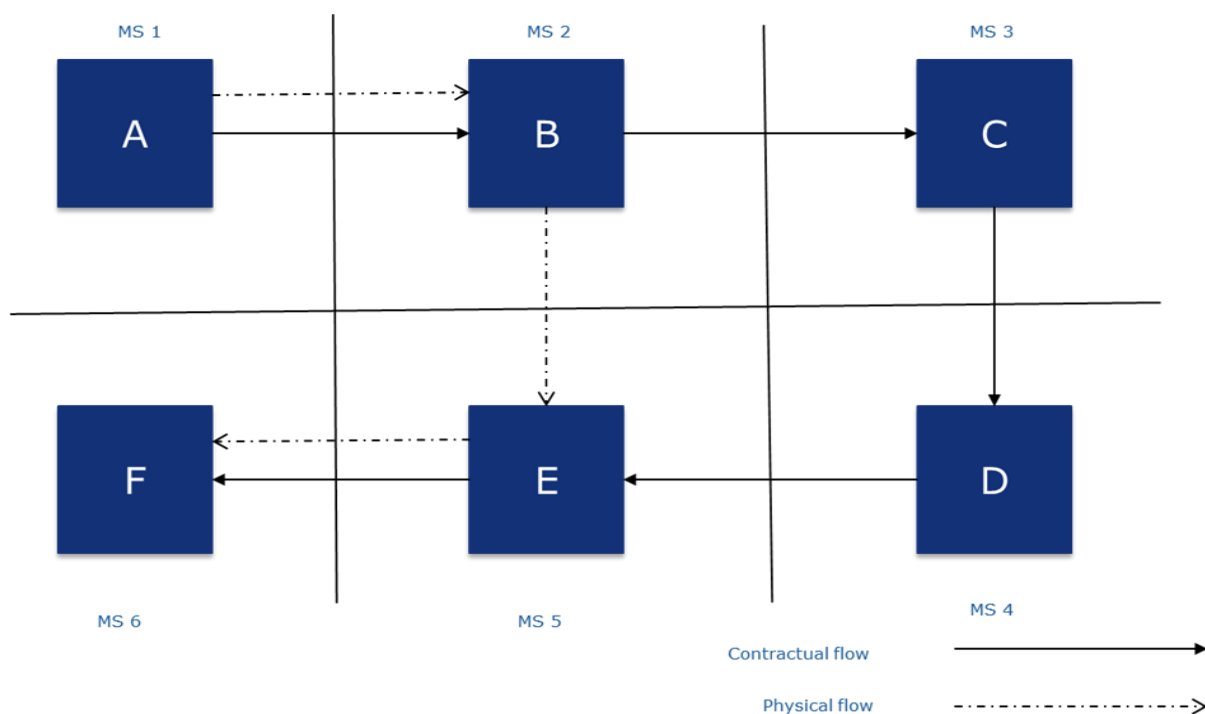 MS 1
MS 2
MS 3
A
B
C
F
E
D
MS 6
MS 5
MS 4
Contractual flow
Physical flow